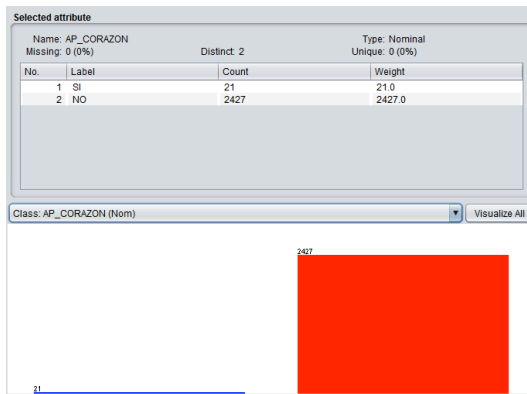 Selected attribute
Name: AP_CORAZON Type: Nominal
Missing: 0 (0%) Distinct: 2 Unique: 0 (0%)
No. Label Count Weight
1 SI 21 21.0
2 NO 2427 2427.0
Class: AP_CORAZON (Nom) Visualize All
2427
21